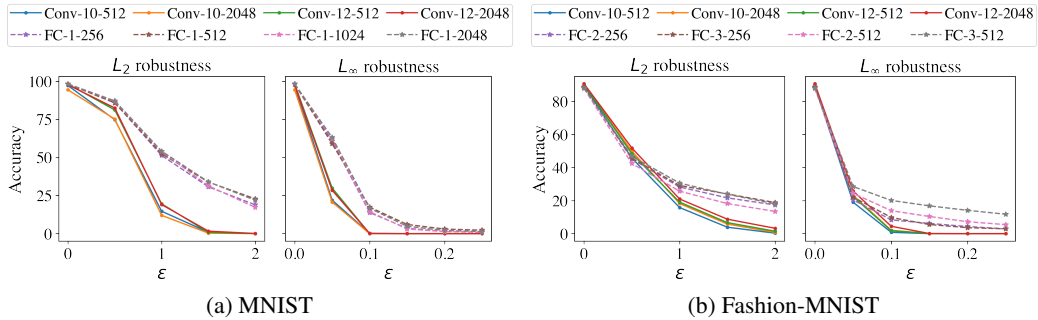 Conv-10-512 Conv-10-2048 Conv-12-512 Conv-12-2048
FC-1-256 FC-1-512 FC-1-1024 FC-1-2048
L₂ robustness L∞ robustness
Accuracy
100
75
50
25
0
0 1 2 0.0 0.1 0.2
ε ε
(a) MNIST
Conv-10-512 Conv-10-2048 Conv-12-512 Conv-12-2048
FC-2-256 FC-3-256 FC-2-512 FC-3-512
L₂ robustness L∞ robustness
Accuracy
80
60
40
20
0
0 1 2 0.0 0.1 0.2
ε ε
(b) Fashion-MNIST